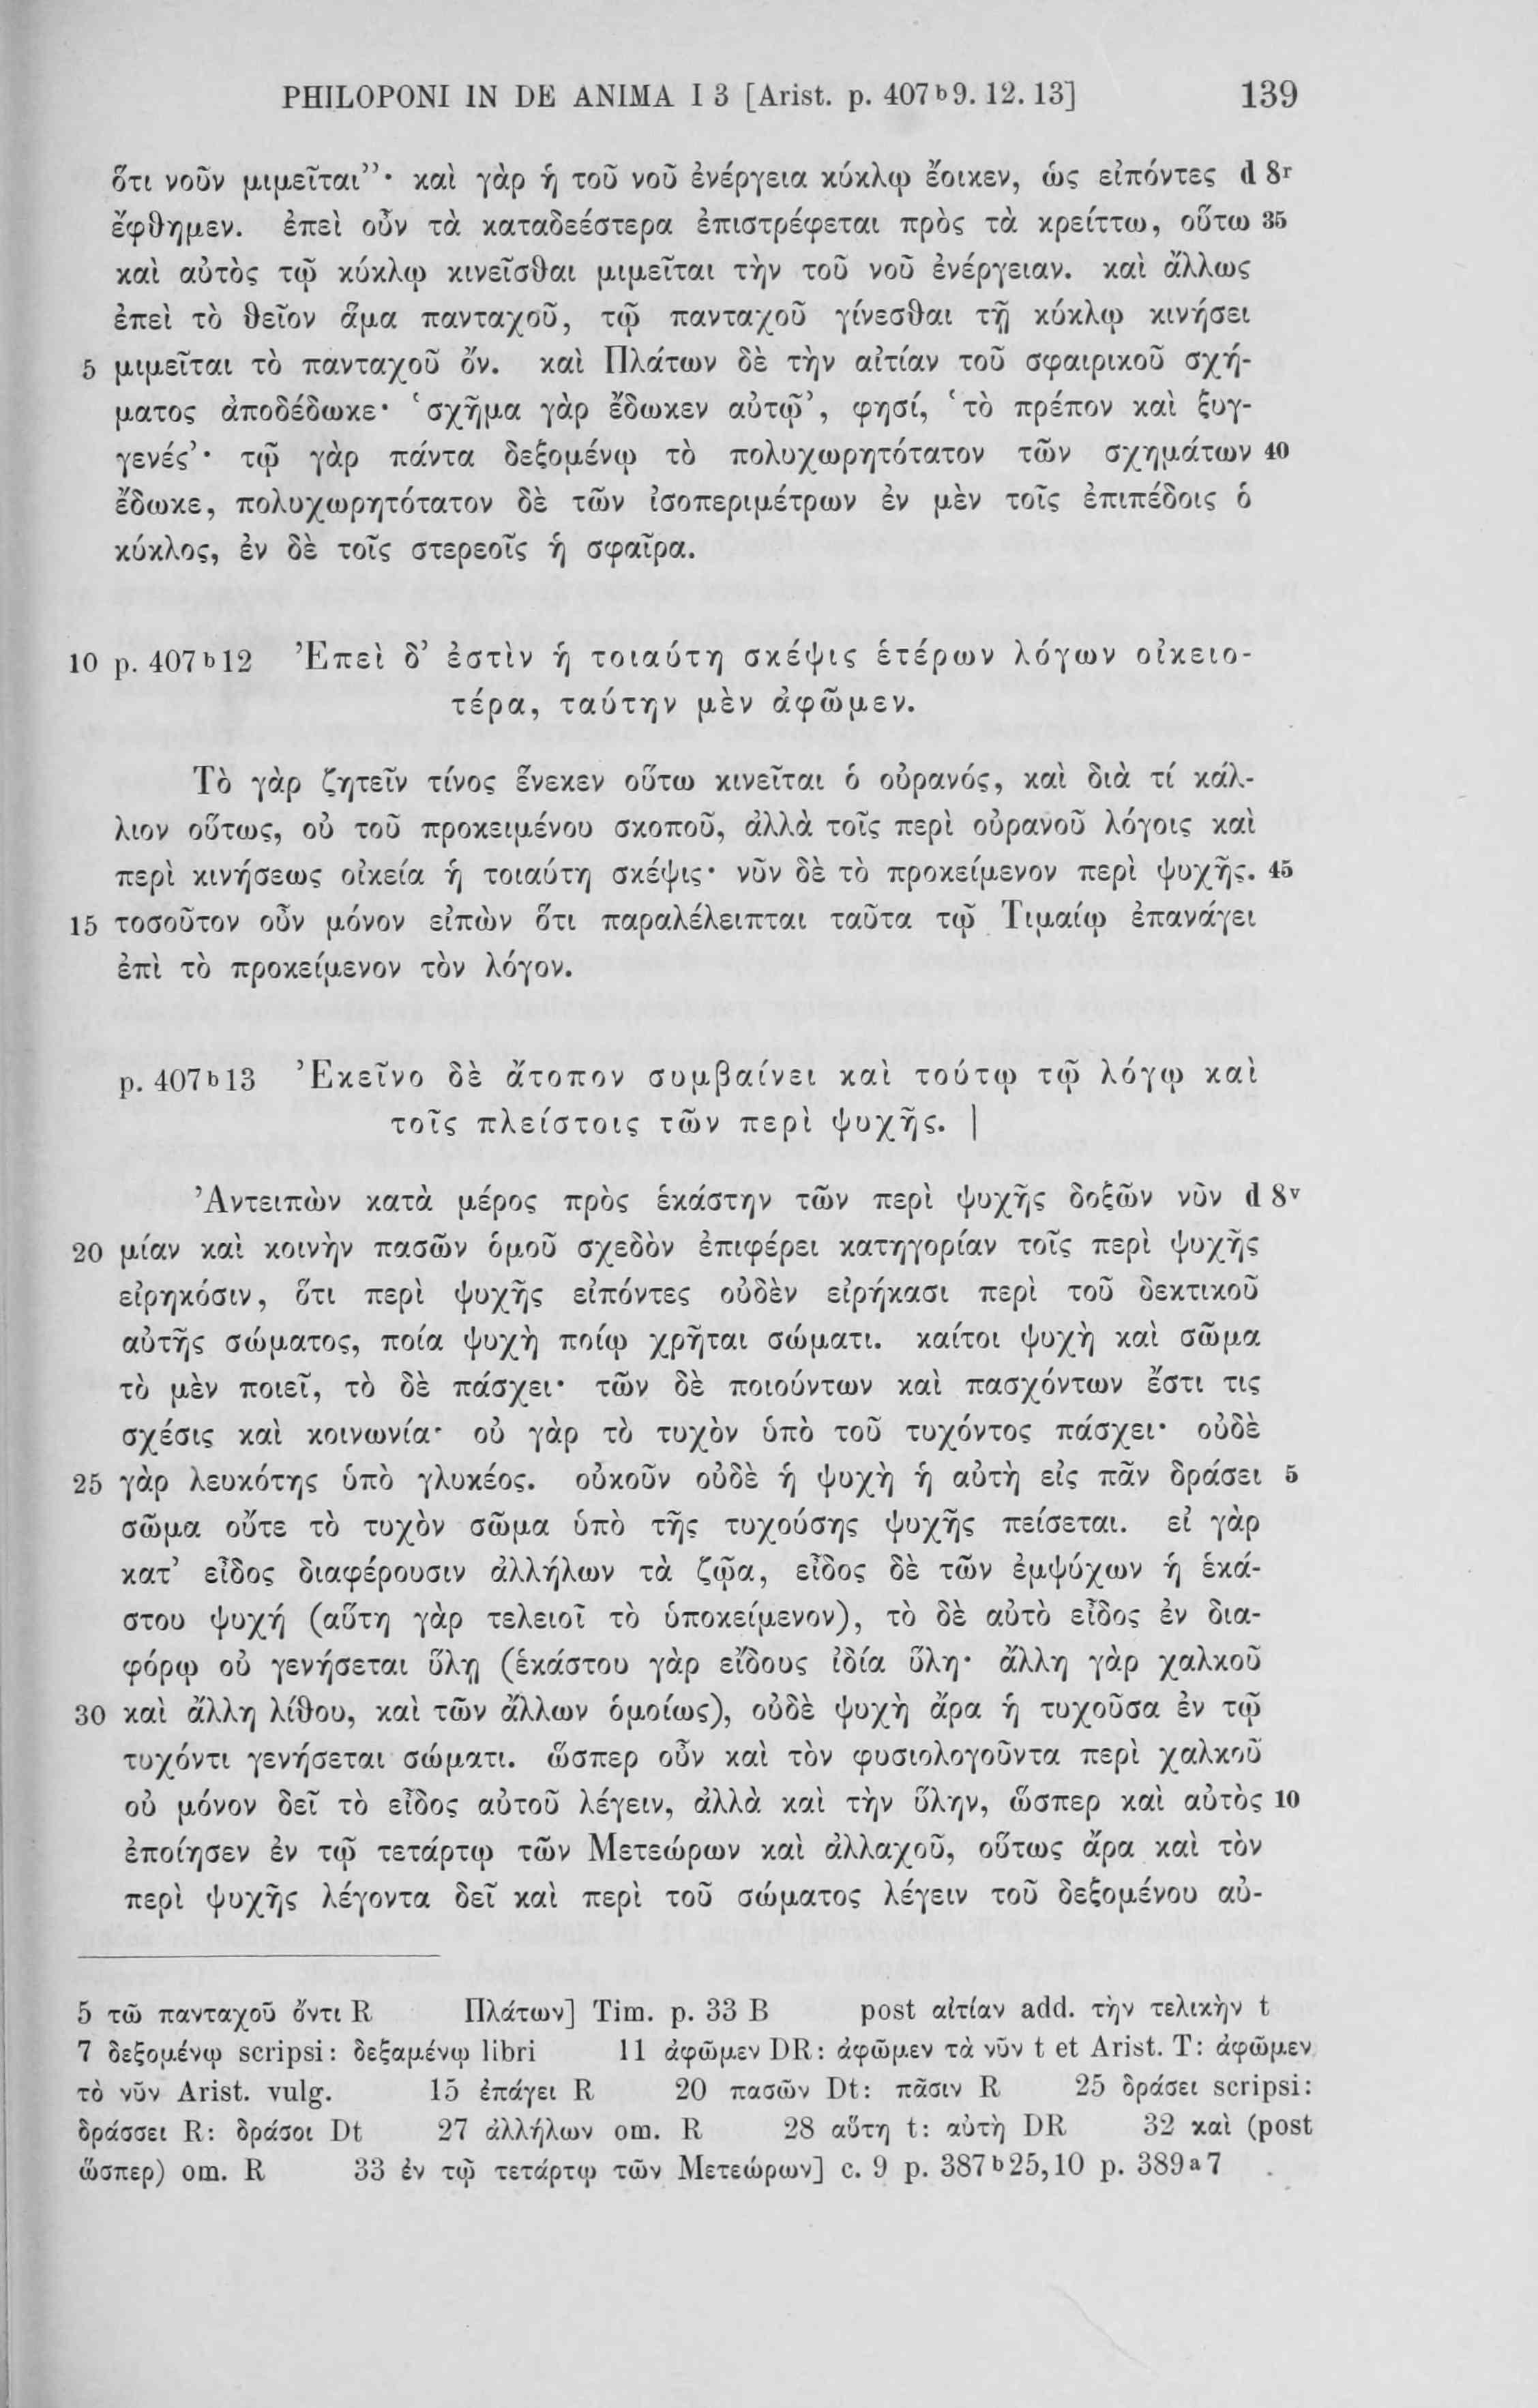 PHILOPONI IN DE ANIMA I 3 [Arist. p. 407ᵇ9. 12. 13] 139
ὅτι νοῦν μιμεῖται”· καὶ γὰρ ἡ τοῦ νοῦ ἐνέργεια κύκλῳ ἔοικεν, ὡς εἰπόντες d 8ʳ
ἔφθημεν. ἐπεὶ οὖν τὰ καταδεέστερα ἐπιστρέφεται πρὸς τὰ κρείττω, οὕτω 35
καὶ αὐτὸς τῷ κύκλῳ κινεῖσθαι μιμεῖται τὴν τοῦ νοῦ ἐνέργειαν. καὶ ἄλλως
ἐπεὶ τὸ θεῖον ἅμα πανταχοῦ, τῷ πανταχοῦ γίνεσθαι τῇ κύκλῳ κινήσει
5 μιμεῖται τὸ πανταχοῦ ὄν. καὶ Πλάτων δὲ τὴν αἰτίαν τοῦ σφαιρικοῦ σχή-
ματος ἀποδέδωκε· ‘σχῆμα γὰρ ἔδωκεν αὐτῷ’, φησί, ‘τὸ πρέπον καὶ ξυγ-
γενές’· τῷ γὰρ πάντα δεξομένῳ τὸ πολυχωρητότατον τῶν σχημάτων 40
ἔδωκε, πολυχωρητότατον δὲ τῶν ἰσοπεριμέτρων ἐν μὲν τοῖς ἐπιπέδοις ὁ
κύκλος, ἐν δὲ τοῖς στερεοῖς ἡ σφαῖρα.
10 p. 407ᵇ12 Ἐπεὶ δ’ ἐστὶν ἡ τοιαύτη σκέψις ἑτέρων λόγων οἰκειο-
τέρα, ταύτην μὲν ἀφῶμεν.
Τὸ γὰρ ζητεῖν τίνος ἕνεκεν οὕτω κινεῖται ὁ οὐρανός, καὶ διὰ τί κάλ-
λιον οὕτως, οὐ τοῦ προκειμένου σκοποῦ, ἀλλὰ τοῖς περὶ οὐρανοῦ λόγοις καὶ
περὶ κινήσεως οἰκεία ἡ τοιαύτη σκέψις· νῦν δὲ τὸ προκείμενον περὶ ψυχῆς. 45
15 τοσοῦτον οὖν μόνον εἰπὼν ὅτι παραλέλειπται ταῦτα τῷ Τιμαίῳ ἐπανάγει
ἐπὶ τὸ προκείμενον τὸν λόγον.
p. 407ᵇ13 Ἐκεῖνο δὲ ἄτοπον συμβαίνει καὶ τούτῳ τῷ λόγῳ καὶ
τοῖς πλείστοις τῶν περὶ ψυχῆς. |
Ἀντειπὼν κατὰ μέρος πρὸς ἑκάστην τῶν περὶ ψυχῆς δοξῶν νῦν d 8ᵛ
20 μίαν καὶ κοινὴν πασῶν ὁμοῦ σχεδὸν ἐπιφέρει κατηγορίαν τοῖς περὶ ψυχῆς
εἰρηκόσιν, ὅτι περὶ ψυχῆς εἰπόντες οὐδὲν εἰρήκασι περὶ τοῦ δεκτικοῦ
αὐτῆς σώματος, ποία ψυχὴ ποίῳ χρῆται σώματι. καίτοι ψυχὴ καὶ σῶμα
τὸ μὲν ποιεῖ, τὸ δὲ πάσχει· τῶν δὲ ποιούντων καὶ πασχόντων ἔστι τις
σχέσις καὶ κοινωνία· οὐ γὰρ τὸ τυχὸν ὑπὸ τοῦ τυχόντος πάσχει· οὐδὲ
25 γὰρ λευκότης ὑπὸ γλυκέος. οὐκοῦν οὐδὲ ἡ ψυχὴ ἡ αὐτὴ εἰς πᾶν δράσει 5
σῶμα οὔτε τὸ τυχὸν σῶμα ὑπὸ τῆς τυχούσης ψυχῆς πείσεται. εἰ γὰρ
κατ’ εἶδος διαφέρουσιν ἀλλήλων τὰ ζῷα, εἶδος δὲ τῶν ἐμψύχων ἡ ἑκά-
στου ψυχή (αὕτη γὰρ τελειοῖ τὸ ὑποκείμενον), τὸ δὲ αὐτὸ εἶδος ἐν δια-
φόρῳ οὐ γενήσεται ὕλῃ (ἑκάστου γὰρ εἴδους ἰδία ὕλη· ἄλλη γὰρ χαλκοῦ
30 καὶ ἄλλη λίθου, καὶ τῶν ἄλλων ὁμοίως), οὐδὲ ψυχὴ ἄρα ἡ τυχοῦσα ἐν τῷ
τυχόντι γενήσεται σώματι. ὥσπερ οὖν καὶ τὸν φυσιολογοῦντα περὶ χαλκοῦ
οὐ μόνον δεῖ τὸ εἶδος αὐτοῦ λέγειν, ἀλλὰ καὶ τὴν ὕλην, ὥσπερ καὶ αὐτὸς 10
ἐποίησεν ἐν τῷ τετάρτῳ τῶν Μετεώρων καὶ ἀλλαχοῦ, οὕτως ἄρα καὶ τὸν
περὶ ψυχῆς λέγοντα δεῖ καὶ περὶ τοῦ σώματος λέγειν τοῦ δεξομένου αὐ-
5 τῶ πανταχοῦ ὄντι R Πλάτων] Tim. p. 33 B post αἰτίαν add. τὴν τελικὴν t
7 δεξομένῳ scripsi: δεξαμένῳ libri 11 ἀφῶμεν DR: ἀφῶμεν τὰ νῦν t et Arist. T: ἀφῶμεν
τὸ νῦν Arist. vulg. 15 ἐπάγει R 20 πασῶν Dt: πᾶσιν R 25 δράσει scripsi:
δράσσει R: δράσοι Dt 27 ἀλλήλων om. R 28 αὕτη t: αὐτὴ DR 32 καὶ (post
ὥσπερ) om. R 33 ἐν τῷ τετάρτῳ τῶν Μετεώρων] c. 9 p. 387ᵇ25, 10 p. 389ᵃ7